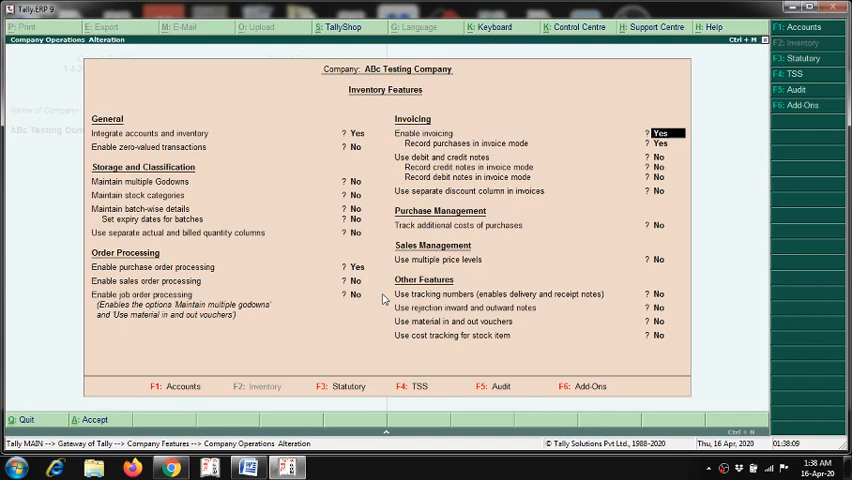 Tally.ERP 9
P: Print
E: Export
M: E-Mail
O: Upload
S: TallyShop
G: Language
K: Keyboard
K: Control Centre
H: Support Centre
H: Help
Company Operations Alteration
Ctrl + M
Company: ABc Testing Company
Inventory Features
General
Integrate accounts and inventory ? Yes
Enable zero-valued transactions ? No
Storage and Classification
Maintain multiple Godowns ? No
Maintain stock categories ? No
Maintain batch-wise details ? No
Set expiry dates for batches ? No
Use separate actual and billed quantity columns ? No
Order Processing
Enable purchase order processing ? Yes
Enable sales order processing ? No
Enable job order processing ? No
(Enables the options 'Maintain multiple godowns'
and 'Use material in and out vouchers')
Invoicing
Enable invoicing ? Yes
Record purchases in invoice mode ? Yes
Use debit and credit notes ? No
Record credit notes in invoice mode ? No
Record debit notes in invoice mode ? No
Use separate discount column in invoices ? No
Purchase Management
Track additional costs of purchases ? No
Sales Management
Use multiple price levels ? No
Other Features
Use tracking numbers (enables delivery and receipt notes) ? No
Use rejection inward and outward notes ? No
Use material in and out vouchers ? No
Use cost tracking for stock item ? No
F1: Accounts
F2: Inventory
F3: Statutory
F4: TSS
F5: Audit
F6: Add-Ons
F1: Accounts
F2: Inventory
F3: Statutory
F4: TSS
F5: Audit
F6: Add-Ons
Name of Company
ABc Testing Com
Q: Quit
A: Accept
Ctrl + N
Tally MAIN --> Gateway of Tally --> Company Features --> Company Operations Alteration
© Tally Solutions Pvt Ltd., 1988-2020
Thu, 16 Apr, 2020
01:38:09
1:38 AM
16-Apr-20